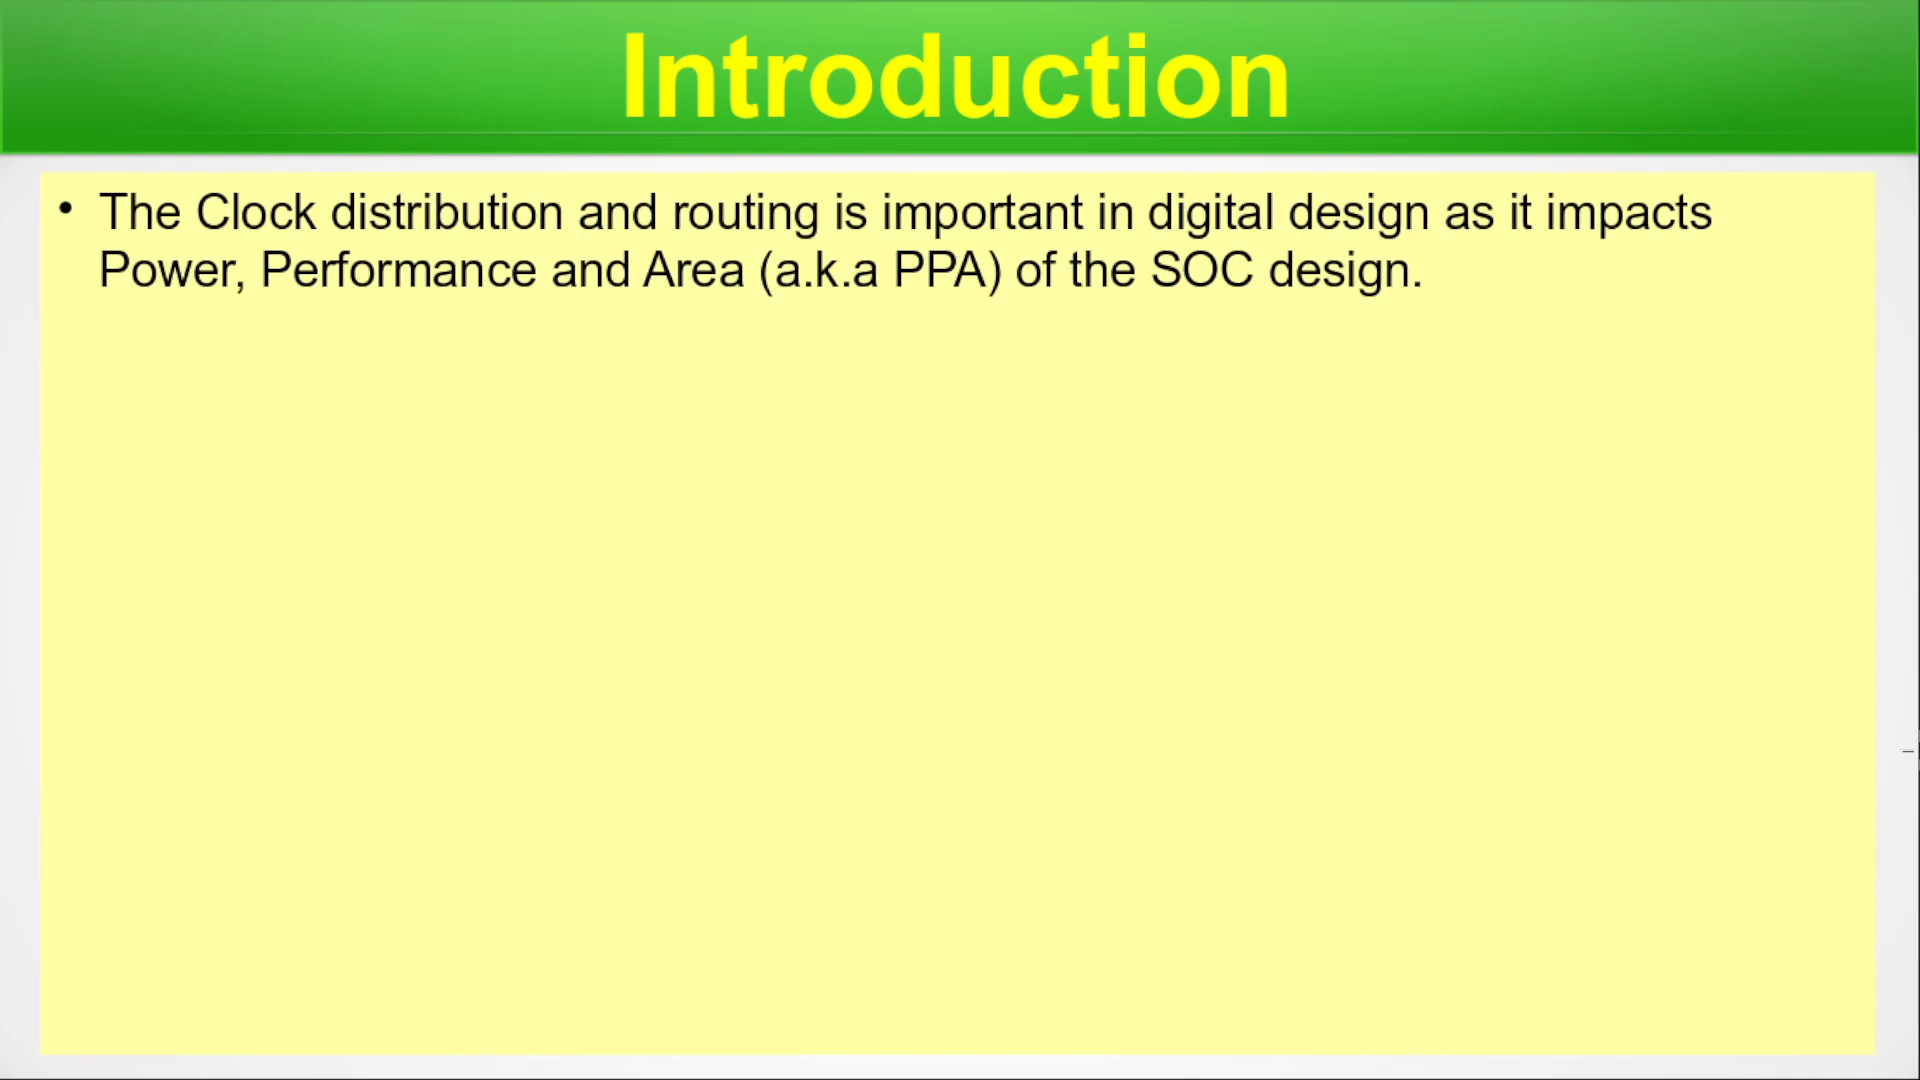 Introduction
• The Clock distribution and routing is important in digital design as it impacts
Power, Performance and Area (a.k.a PPA) of the SOC design.